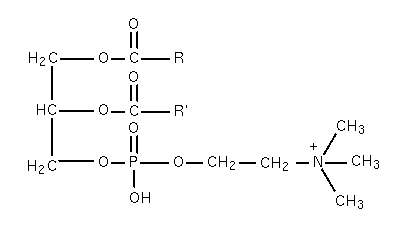 O
H2C O C R
O
HC O C R'
O
H2C O P O CH2 CH2 N + CH3 CH3 CH3
OH